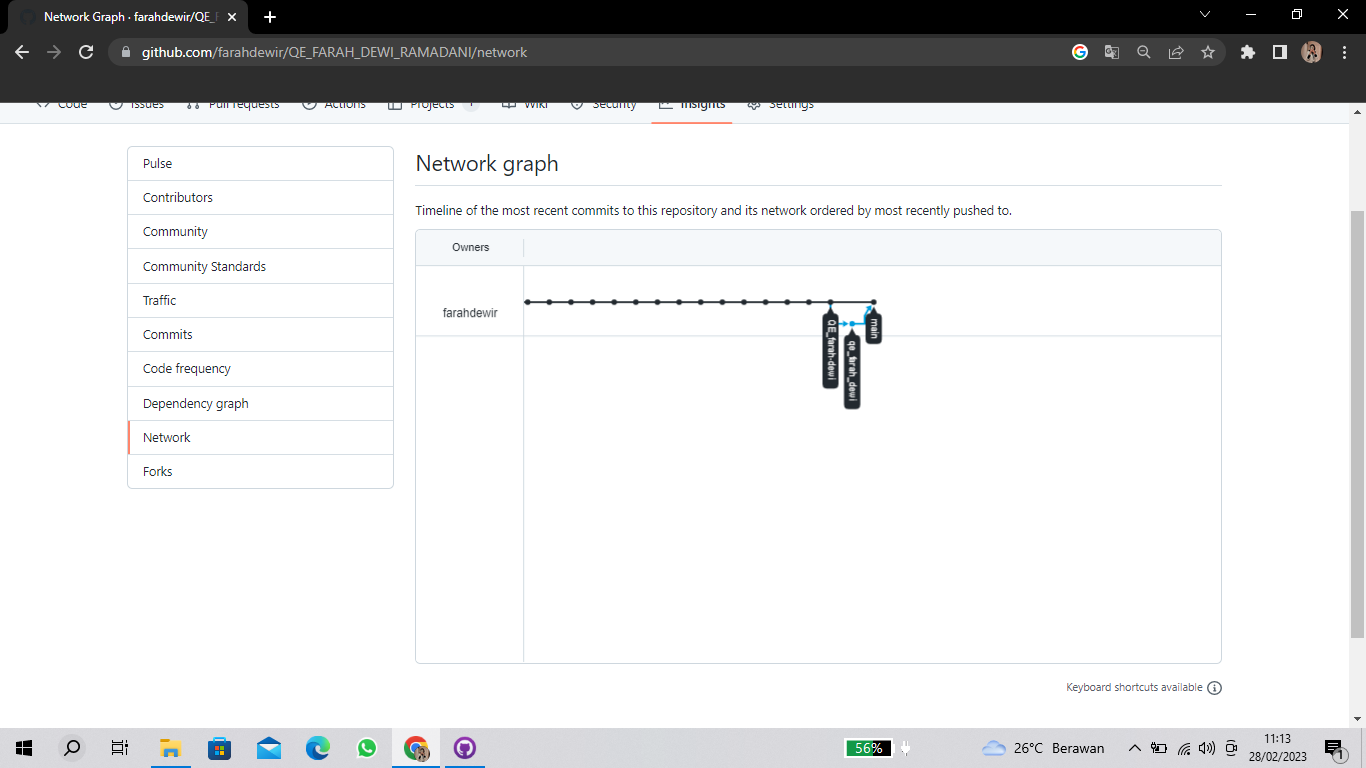 Network Graph · farahdewir/QE_F
github.com/farahdewir/QE_FARAH_DEWI_RAMADANI/network
Code Issues Pull requests Actions Projects 1 Wiki Security Insights Settings
Pulse
Contributors
Community
Community Standards
Traffic
Commits
Code frequency
Dependency graph
Network
Forks
Network graph
Timeline of the most recent commits to this repository and its network ordered by most recently pushed to.
Owners
farahdewir
QE_farah-dewi
qe_farah_dewi
main
Keyboard shortcuts available
56%
26°C Berawan
11:13
28/02/2023
1